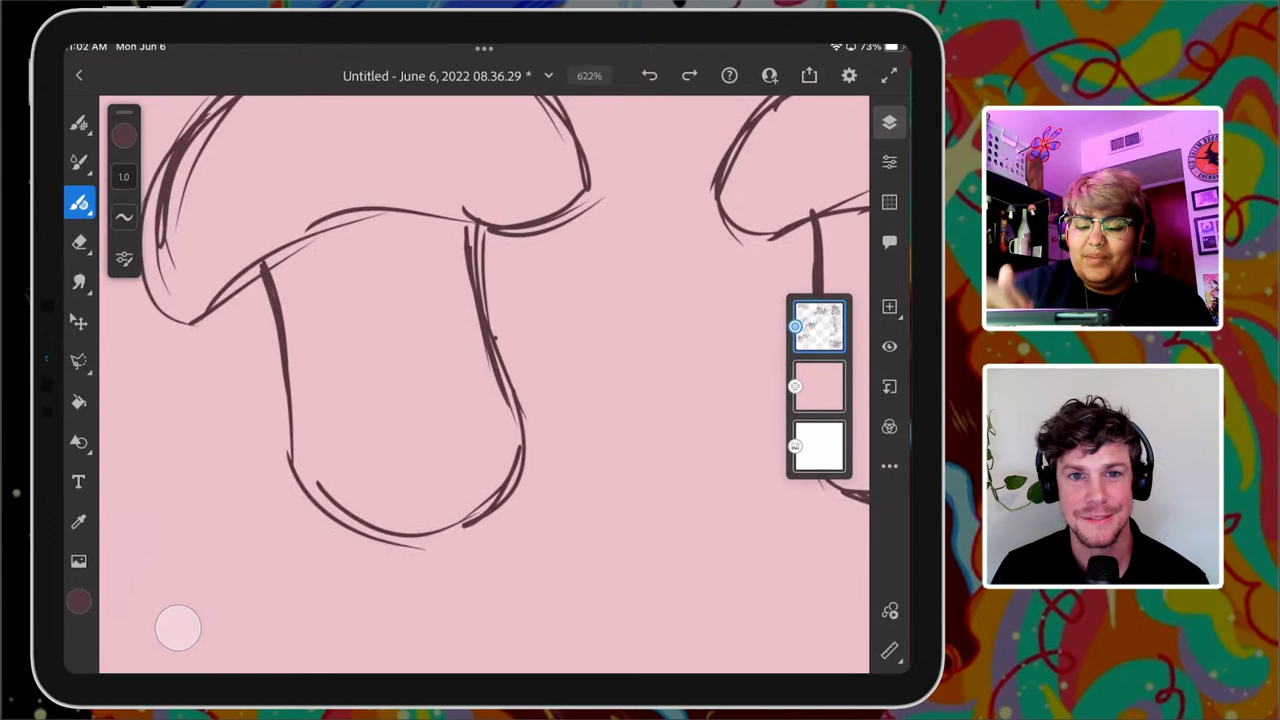 1:02 AM Mon Jun 6
73%
Untitled - June 6, 2022 08.36.29 *
622%
1.0
T